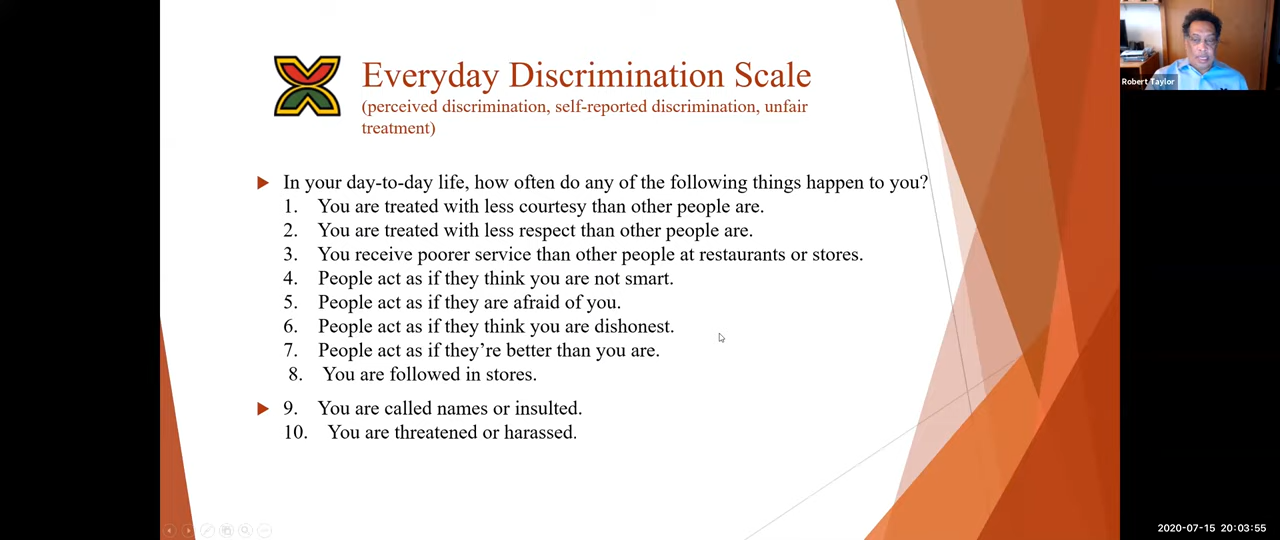 Everyday Discrimination Scale
(perceived discrimination, self-reported discrimination, unfair
treatment)
In your day-to-day life, how often do any of the following things happen to you?
1. You are treated with less courtesy than other people are.
2. You are treated with less respect than other people are.
3. You receive poorer service than other people at restaurants or stores.
4. People act as if they think you are not smart.
5. People act as if they are afraid of you.
6. People act as if they think you are dishonest.
7. People act as if they’re better than you are.
8. You are followed in stores.
9. You are called names or insulted.
10. You are threatened or harassed.
Robert Taylor
2020-07-15 20:03:55